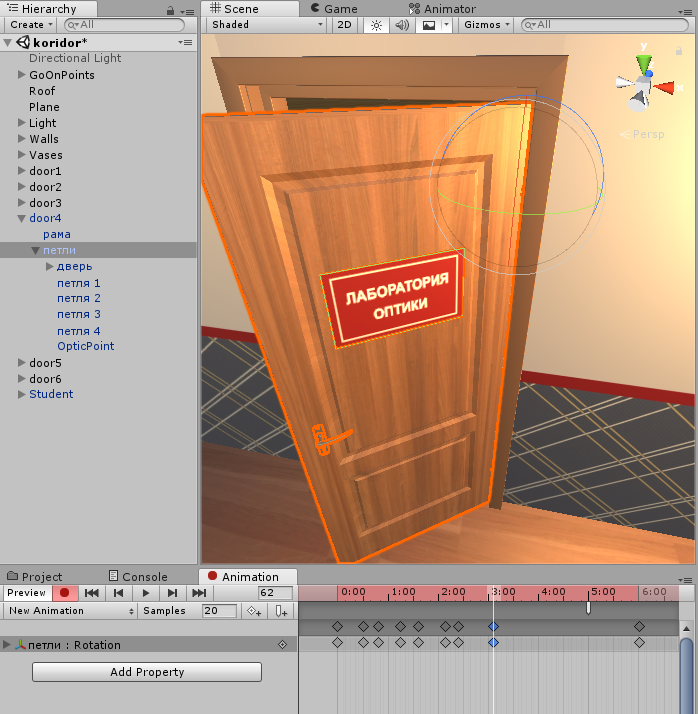 Hierarchy
Create
All
koridor*
Directional Light
GoOnPoints
Roof
Plane
Light
Walls
Vases
door1
door2
door3
door4
рама
петли
дверь
петля 1
петля 2
петля 3
петля 4
OpticPoint
door5
door6
Student
Scene
Game
Animator
Shaded
2D
Gizmos
All
y
x
Persp
ЛАБОРАТОРИЯ
ОПТИКИ
Project
Console
Animation
Preview
62
0:00
1:00
2:00
3:00
4:00
5:00
6:00
New Animation
Samples
20
петли : Rotation
Add Property